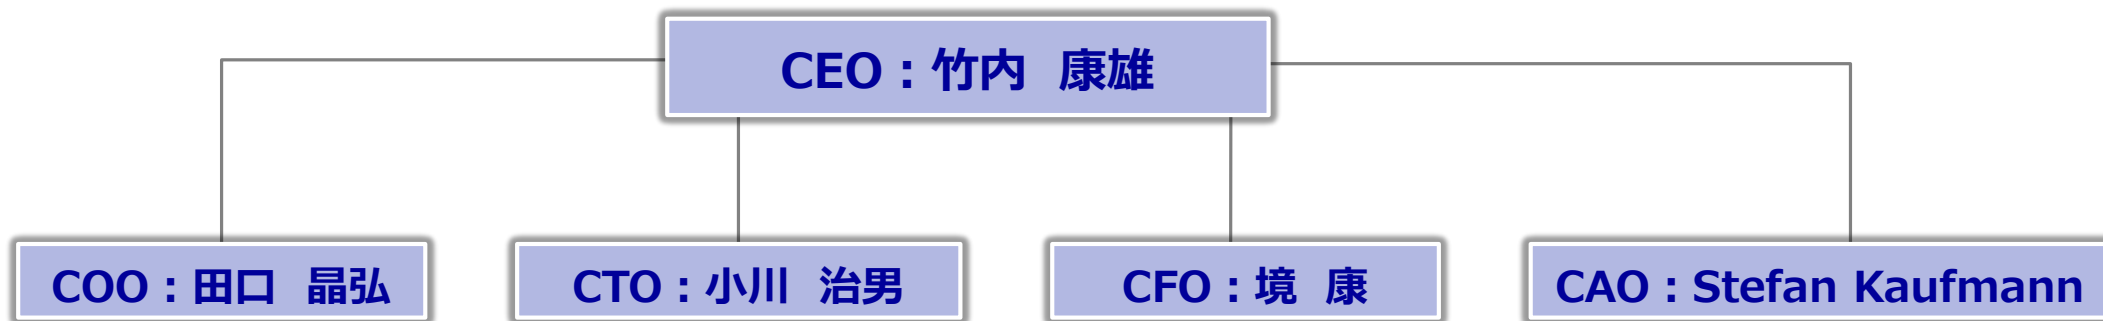 CEO：竹内　康雄
COO：田口　晶弘
CTO：小川　治男
CFO：境　康
CAO：Stefan Kaufmann